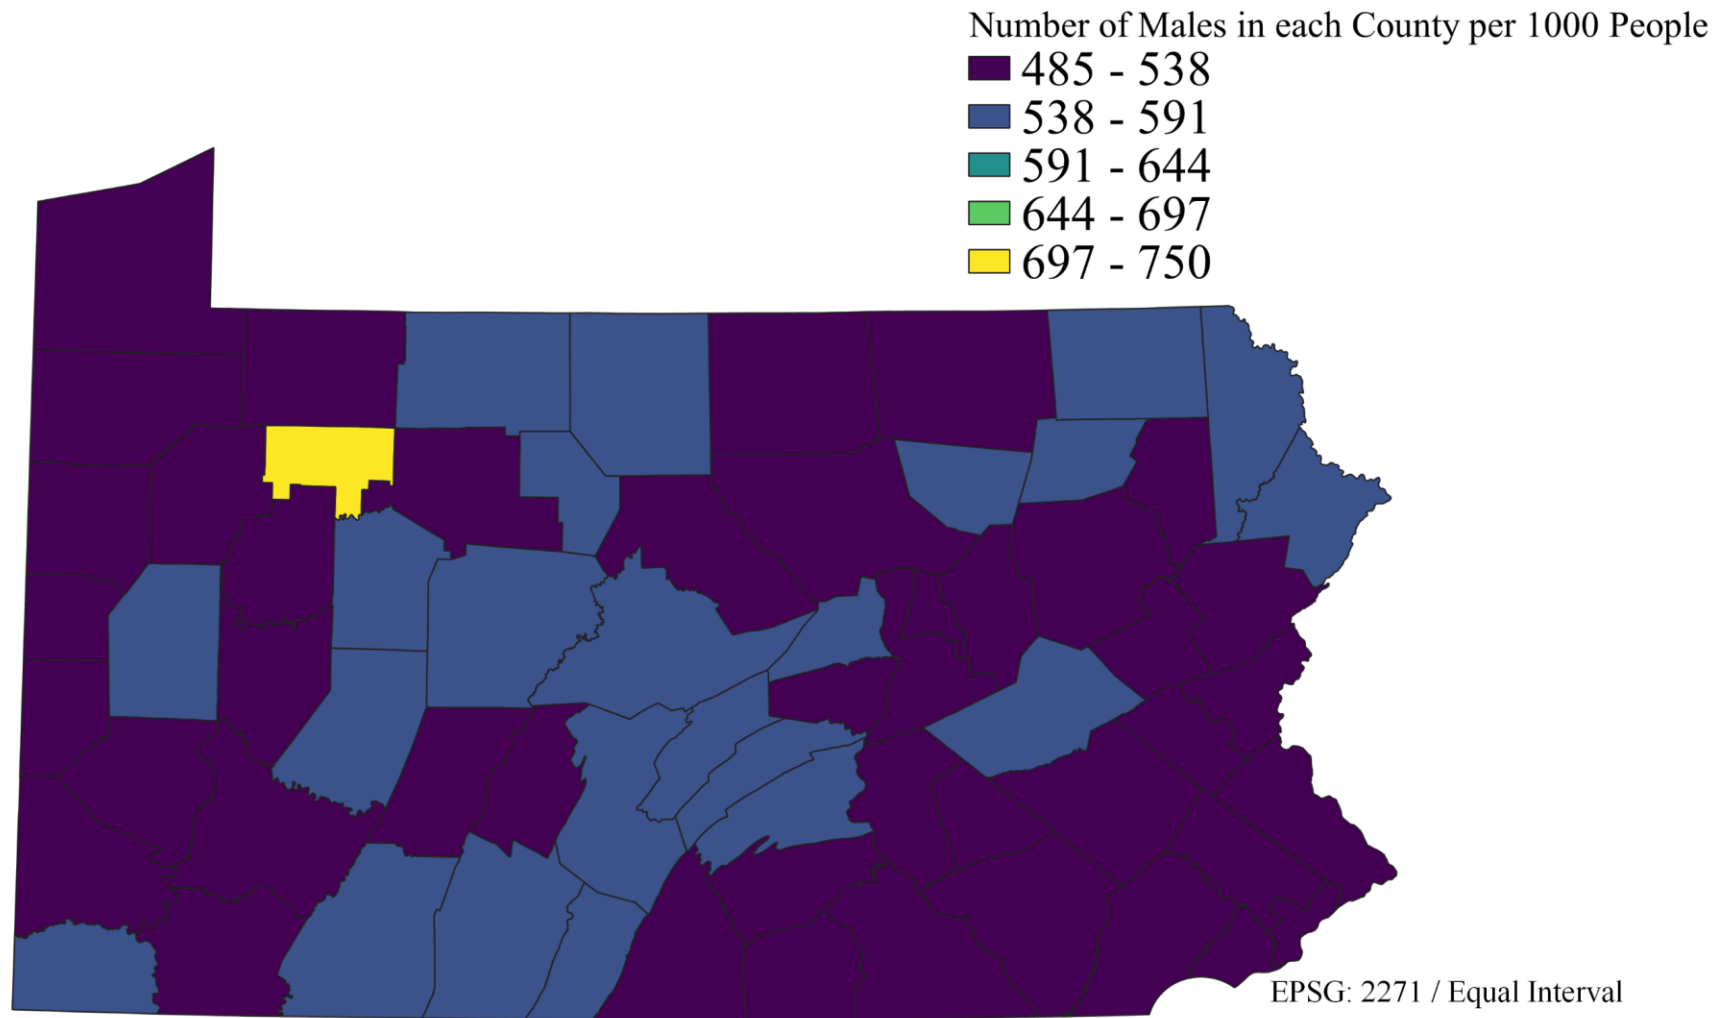 Number of Males in each County per 1000 People
485 - 538
538 - 591
591 - 644
644 - 697
697 - 750
EPSG: 2271 / Equal Interval